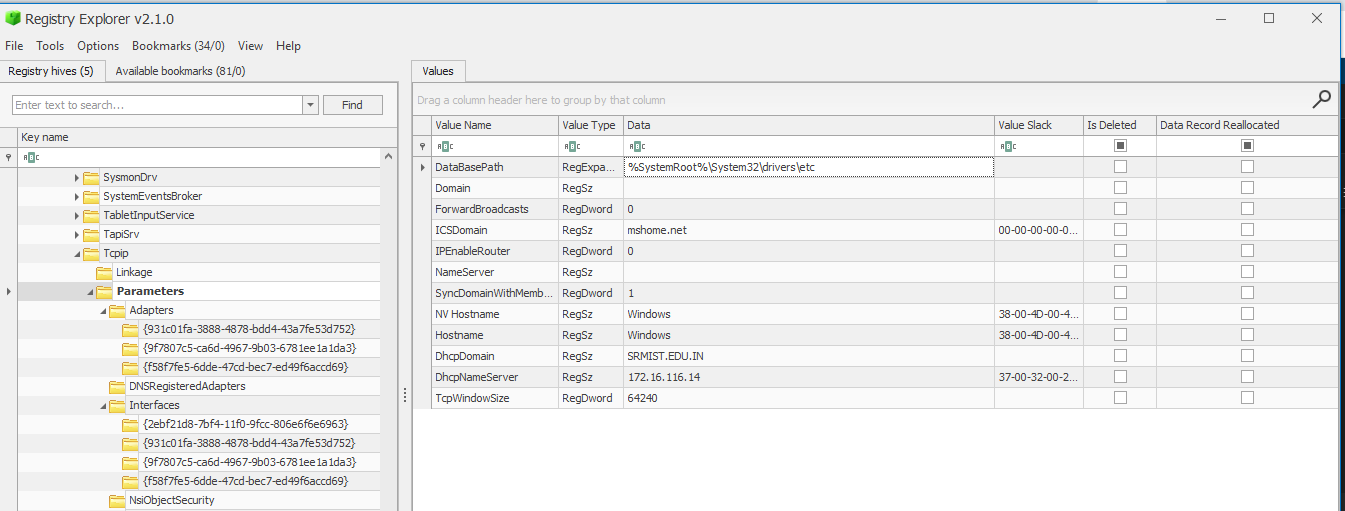 Registry Explorer v2.1.0
File Tools Options Bookmarks (34/0) View Help
Registry hives (5) Available bookmarks (81/0)
Enter text to search... Find
Key name
SysmonDrv
SystemEventsBroker
TabletInputService
TapiSrv
Tcpip
Linkage
Parameters
Adapters
{931c01fa-3888-4878-bdd4-43a7fe53d752}
{9f7807c5-ca6d-4967-9b03-6781ee1a1da3}
{f58f7fe5-6dde-47cd-bec7-ed49f6accd69}
DNSRegisteredAdapters
Interfaces
{2ebf21d8-7bf4-11f0-9fcc-806e6f6e6963}
{931c01fa-3888-4878-bdd4-43a7fe53d752}
{9f7807c5-ca6d-4967-9b03-6781ee1a1da3}
{f58f7fe5-6dde-47cd-bec7-ed49f6accd69}
NsiObjectSecurity
Values
Drag a column header here to group by that column
Value Name Value Type Data Value Slack Is Deleted Data Record Reallocated
DataBasePath RegExpa... %SystemRoot%\System32\drivers\etc
Domain RegSz
ForwardBroadcasts RegDword 0
ICSDomain RegSz mshome.net 00-00-00-00-0...
IPEnableRouter RegDword 0
NameServer RegSz
SyncDomainWithMemb... RegDword 1
NV Hostname RegSz Windows 38-00-4D-00-4...
Hostname RegSz Windows 38-00-4D-00-4...
DhcpDomain RegSz SRMIST.EDU.IN
DhcpNameServer RegSz 172.16.116.14 37-00-32-00-2...
TcpWindowSize RegDword 64240